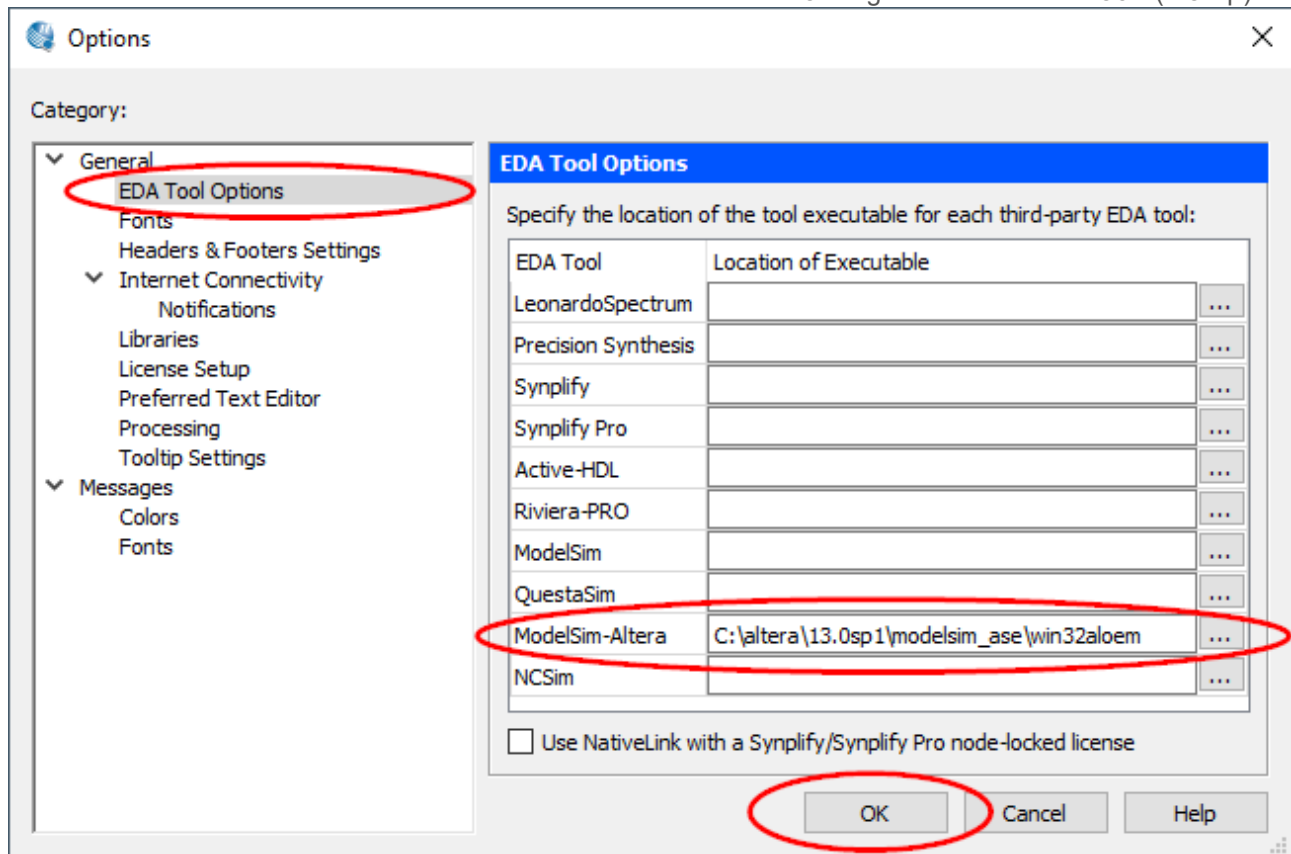 Options
Category:
General
EDA Tool Options
Fonts
Headers & Footers Settings
Internet Connectivity
Notifications
Libraries
License Setup
Preferred Text Editor
Processing
Tooltip Settings
Messages
Colors
Fonts
EDA Tool Options
Specify the location of the tool executable for each third-party EDA tool:
EDA Tool Location of Executable
LeonardoSpectrum ...
Precision Synthesis ...
Synplify ...
Synplify Pro ...
Active-HDL ...
Riviera-PRO ...
ModelSim ...
QuestaSim ...
ModelSim-Altera C:\altera\13.0sp1\modelsim_ase\win32aloem ...
NCSim ...
Use NativeLink with a Synplify/Synplify Pro node-locked license
OK Cancel Help